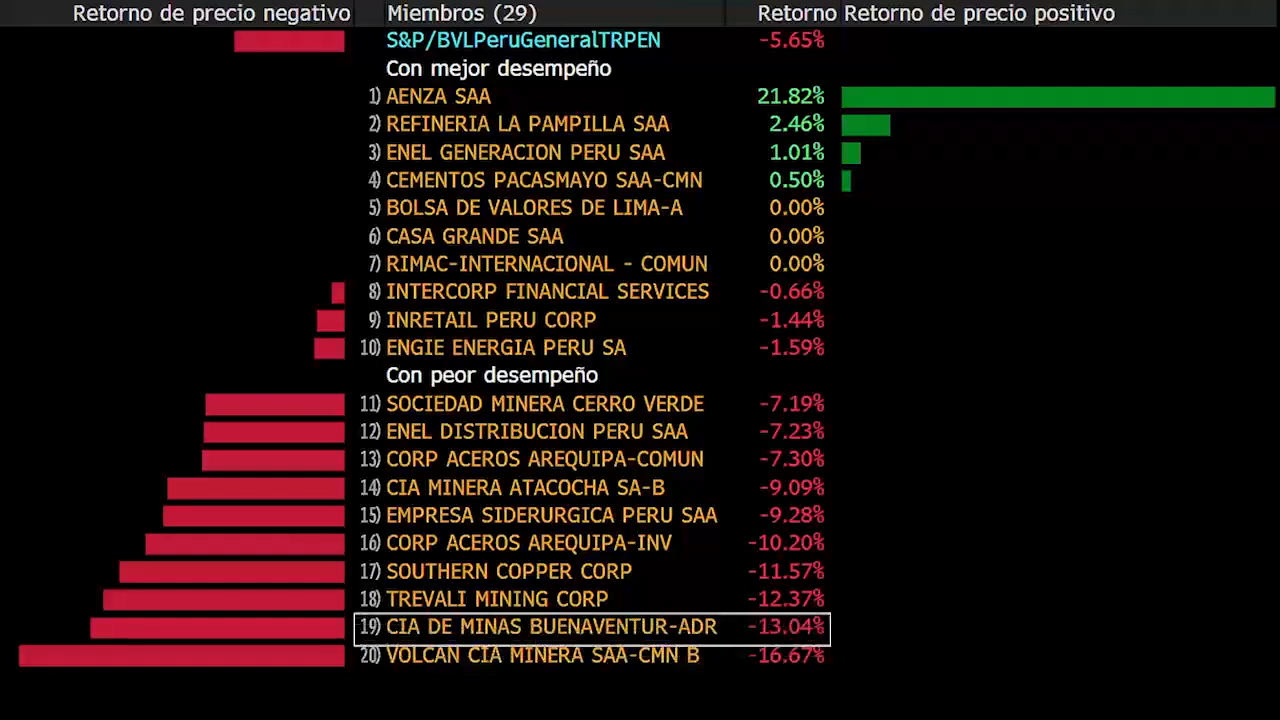 Retorno de precio negativo Miembros (29) Retorno Retorno de precio positivo
S&P/BVLPeruGeneralTRPEN -5.65%
Con mejor desempeño
1) AENZA SAA 21.82%
2) REFINERIA LA PAMPILLA SAA 2.46%
3) ENEL GENERACION PERU SAA 1.01%
4) CEMENTOS PACASMAYO SAA-CMN 0.50%
5) BOLSA DE VALORES DE LIMA-A 0.00%
6) CASA GRANDE SAA 0.00%
7) RIMAC-INTERNACIONAL - COMUN 0.00%
8) INTERCORP FINANCIAL SERVICES -0.66%
9) INRETAIL PERU CORP -1.44%
10) ENGIE ENERGIA PERU SA -1.59%
Con peor desempeño
11) SOCIEDAD MINERA CERRO VERDE -7.19%
12) ENEL DISTRIBUCION PERU SAA -7.23%
13) CORP ACEROS AREQUIPA-COMUN -7.30%
14) CIA MINERA ATACOCHA SA-B -9.09%
15) EMPRESA SIDERURGICA PERU SAA -9.28%
16) CORP ACEROS AREQUIPA-INV -10.20%
17) SOUTHERN COPPER CORP -11.57%
18) TREVALI MINING CORP -12.37%
19) CIA DE MINAS BUENAVENTUR-ADR -13.04%
20) VOLCAN CIA MINERA SAA-CMN B -16.67%